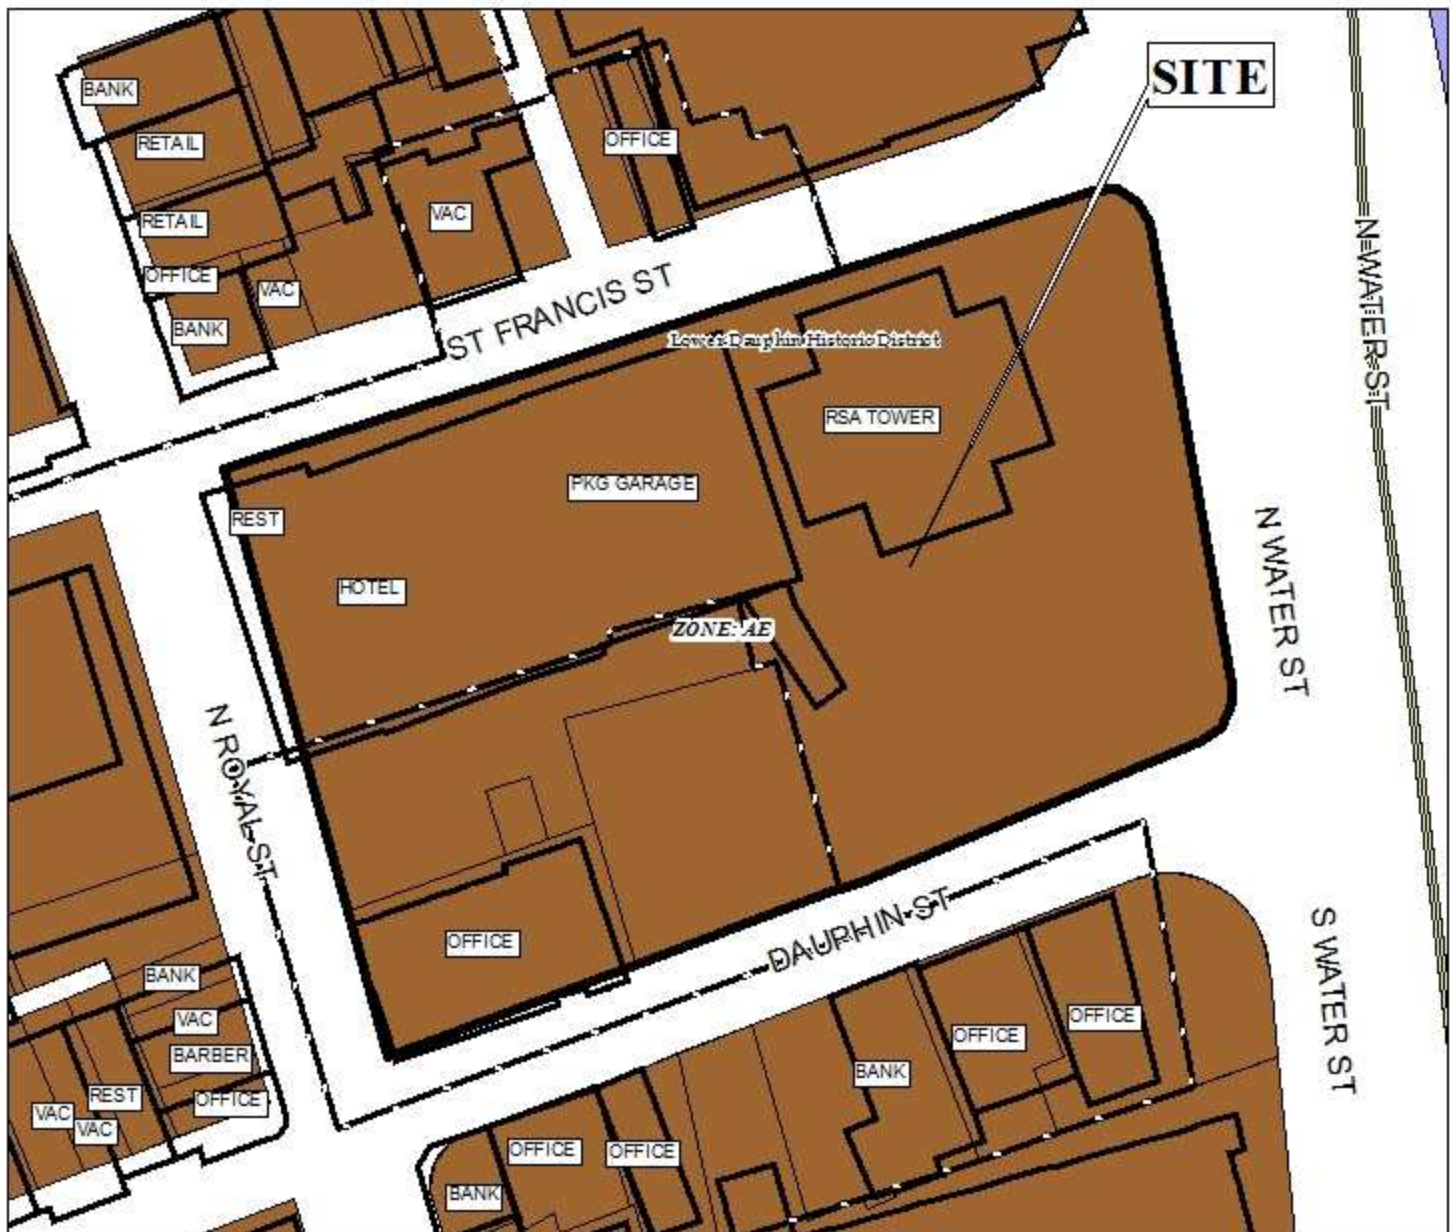 SITE
BANK
RETAIL
OFFICE
RETAIL
VAC
OFFICE
VAC
BANK
ST FRANCIS ST
N WATER ST
Lower Dauphin Historic District
RSA TOWER
PKG GARAGE
REST
HOTEL
N WATER ST
ZONE: AE
N ROYAL ST
DAUPHIN ST
OFFICE
S WATER ST
BANK
VAC
BARBER
REST
OFFICE
VAC
VAC
OFFICE
OFFICE
BANK
OFFICE
OFFICE
BANK